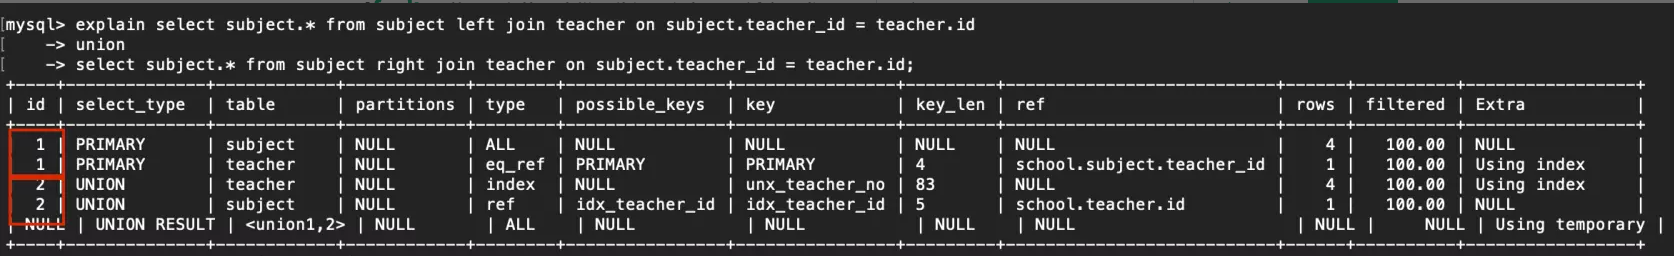 mysql> explain select subject.* from subject left join teacher on subject.teacher_id = teacher.id
    -> union
    -> select subject.* from subject right join teacher on subject.teacher_id = teacher.id;
+----+--------------+------------+------------+--------+----------------+----------------+---------+---------------------------+------+----------+-----------------+
| id | select_type | table | partitions | type | possible_keys | key | key_len | ref | rows | filtered | Extra |
+----+--------------+------------+------------+--------+----------------+----------------+---------+---------------------------+------+----------+-----------------+
| 1 | PRIMARY | subject | NULL | ALL | NULL | NULL | NULL | NULL | 4 | 100.00 | NULL |
| 1 | PRIMARY | teacher | NULL | eq_ref | PRIMARY | PRIMARY | 4 | school.subject.teacher_id | 1 | 100.00 | Using index |
| 2 | UNION | teacher | NULL | index | NULL | unx_teacher_no | 83 | NULL | 4 | 100.00 | Using index |
| 2 | UNION | subject | NULL | ref | idx_teacher_id | idx_teacher_id | 5 | school.teacher.id | 1 | 100.00 | NULL |
| NULL | UNION RESULT | <union1,2> | NULL | ALL | NULL | NULL | NULL | NULL | NULL | NULL | Using temporary |
+----+--------------+------------+------------+--------+----------------+----------------+---------+---------------------------+------+----------+-----------------+